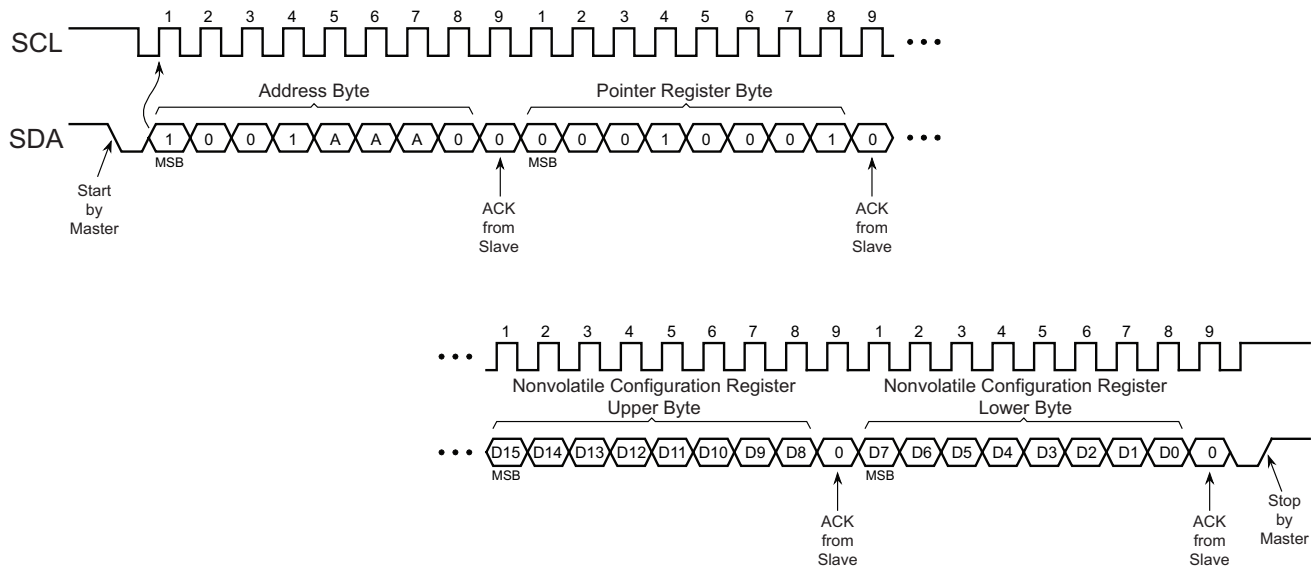 1 2 3 4 5 6 7 8 9 1 2 3 4 5 6 7 8 9
SCL
Address Byte Pointer Register Byte
SDA 1 0 0 1 A A A 0 0 0 0 0 1 0 0 0 1 0
MSB MSB
Start
by
Master
ACK
from
Slave
ACK
from
Slave
1 2 3 4 5 6 7 8 9 1 2 3 4 5 6 7 8 9
Nonvolatile Configuration Register
Upper Byte
Nonvolatile Configuration Register
Lower Byte
D15 D14 D13 D12 D11 D10 D9 D8 0 D7 D6 D5 D4 D3 D2 D1 D0 0
MSB MSB
ACK
from
Slave
ACK
from
Slave
Stop
by
Master